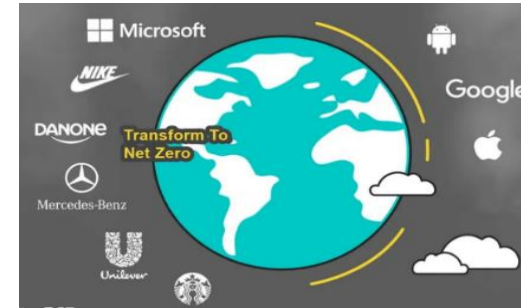 Microsoft
NIKE
Google
DANONE
Transform To
Net Zero
Mercedes-Benz
Unilever